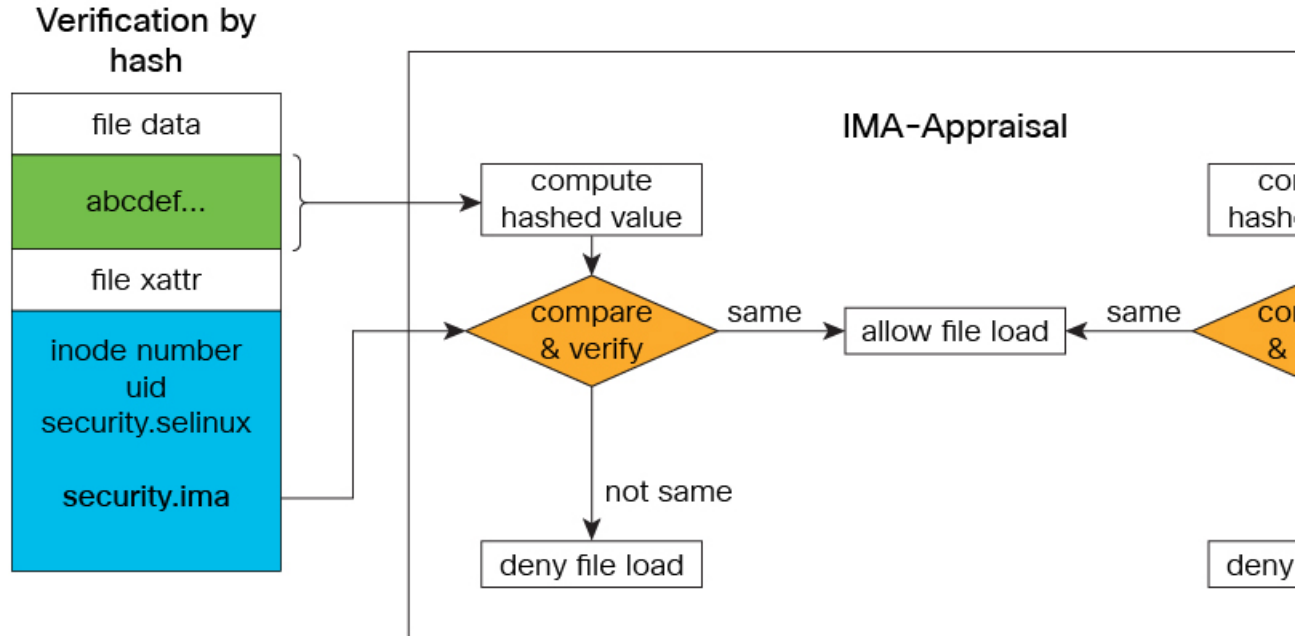 Verification by
hash
file data
abcdef...
file xattr
inode number
uid
security.selinux
security.ima
IMA-Appraisal
compute
hashed value
compare
& verify
same
allow file load
not same
deny file load
same
&
deny